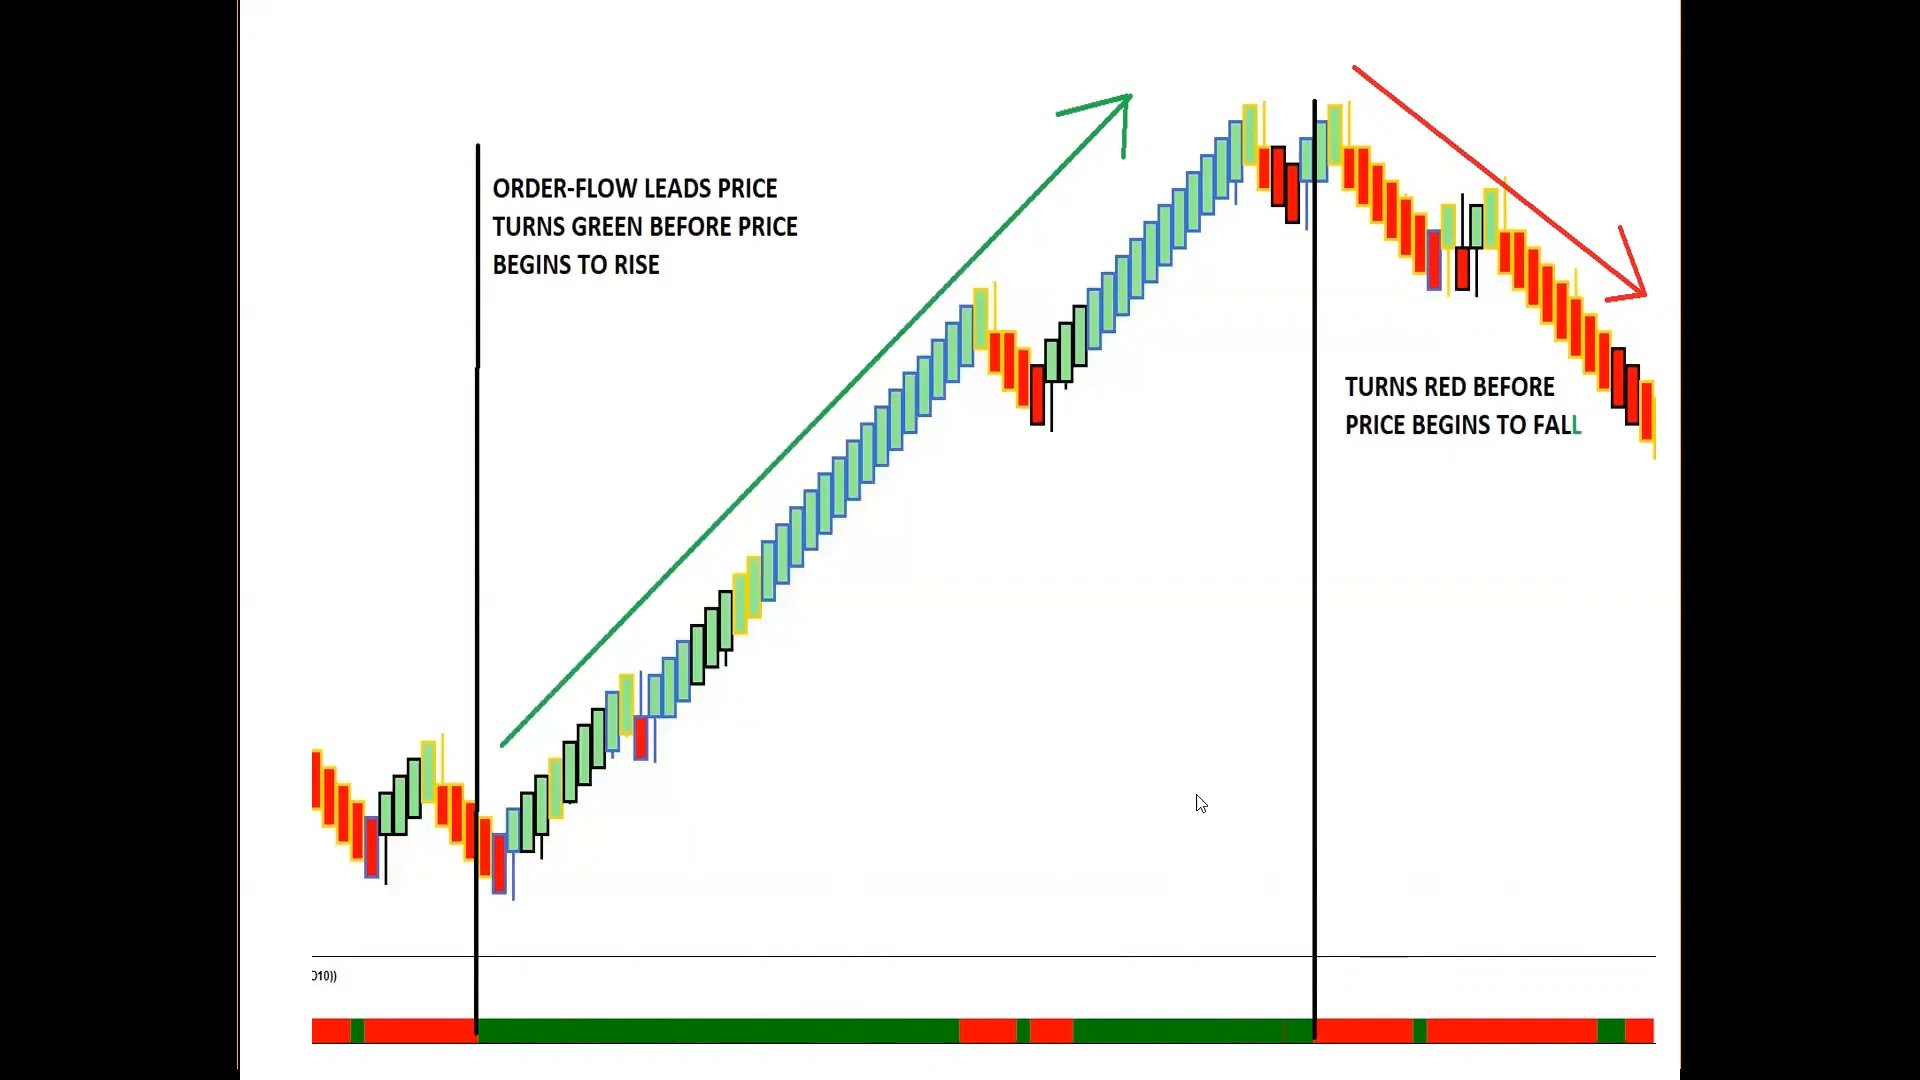 ORDER-FLOW LEADS PRICE
TURNS GREEN BEFORE PRICE
BEGINS TO RISE
TURNS RED BEFORE
PRICE BEGINS TO FALL